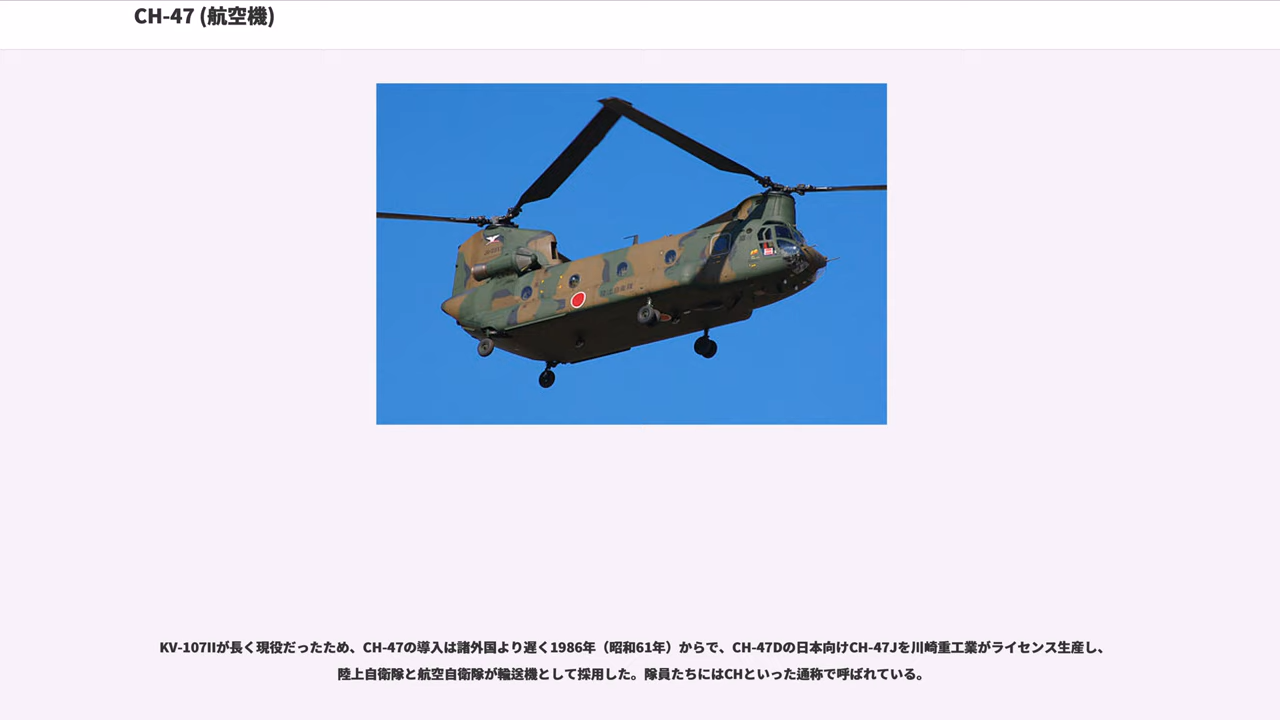 CH-47 (航空機)
陸上自衛隊
KV-107IIが長く現役だったため、CH-47の導入は諸外国より遅く1986年（昭和61年）からで、CH-47Dの日本向けCH-47Jを川崎重工業がライセンス生産し、
陸上自衛隊と航空自衛隊が輸送機として採用した。隊員たちにはCHといった通称で呼ばれている。